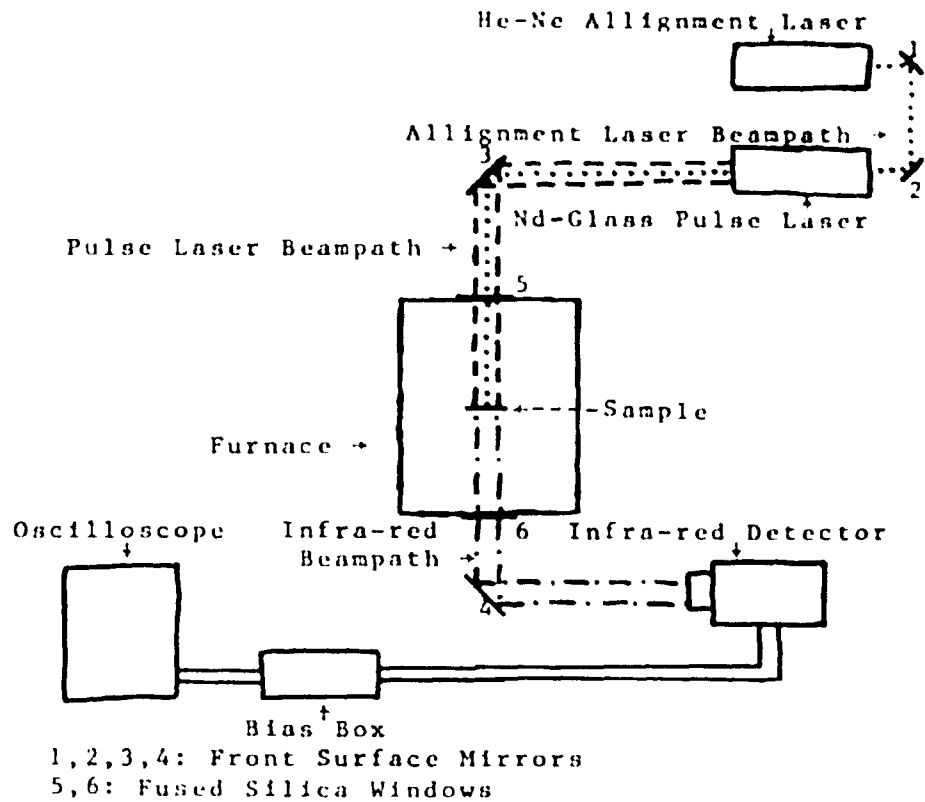 He-Ne Allignment Laser
1
Allignment Laser Beampath
3
2
Nd-Glass Pulse Laser
Pulse Laser Beampath
5
Sample
Furnace
Oscilloscope
Infra-red
Beampath
6
Infra-red Detector
4
Bias Box
1,2,3,4: Front Surface Mirrors
5,6: Fused Silica Windows